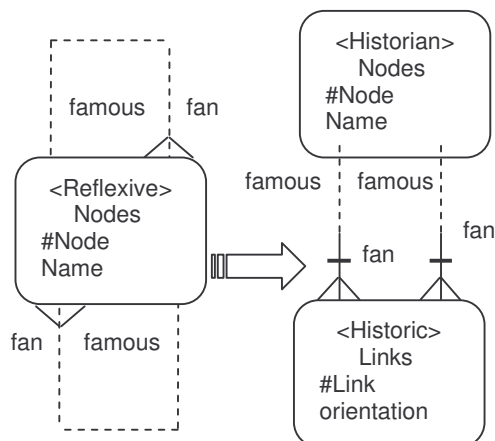 famous fan
<Reflexive>
Nodes
#Node
Name
fan famous
<Historian>
Nodes
#Node
Name
famous famous
fan
fan
<Historic>
Links
#Link
orientation